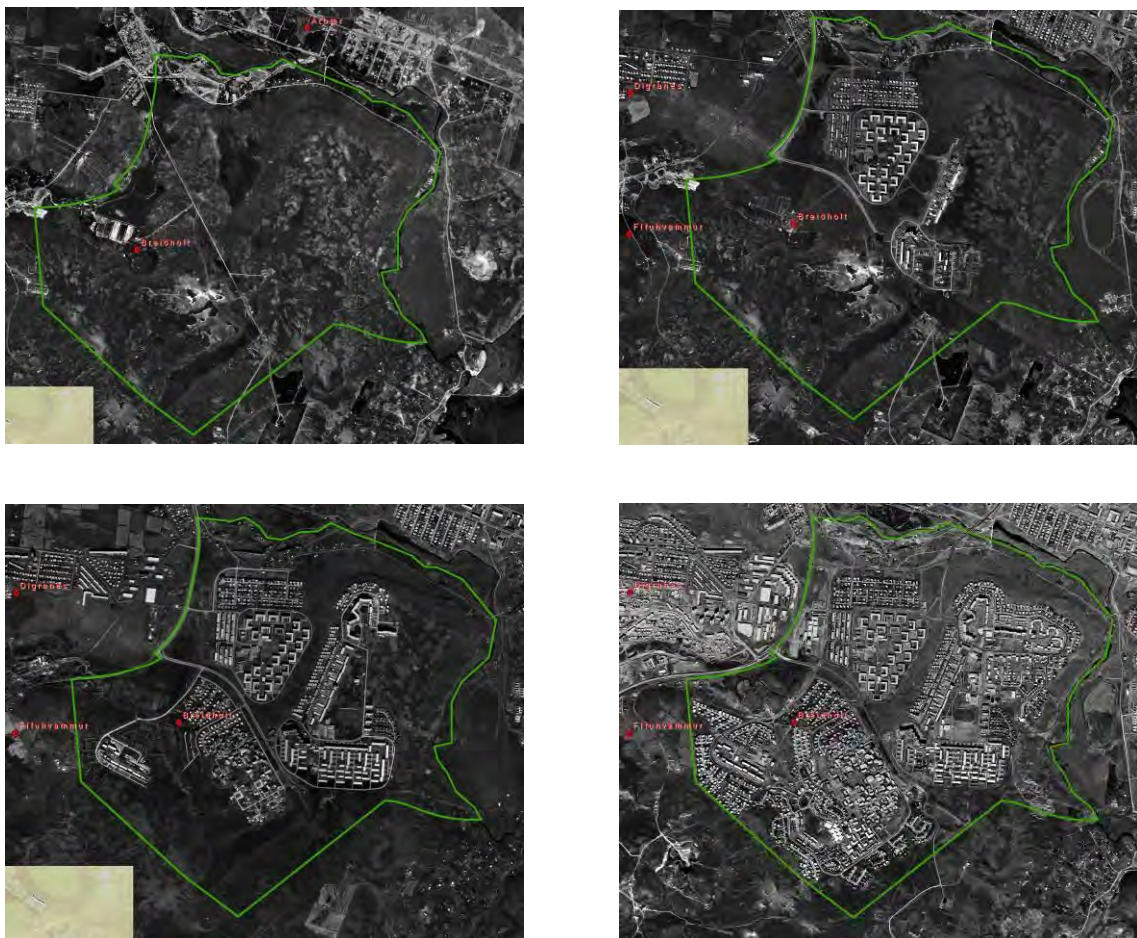 Árbær
Breiðholt
Digranes
Breiðholt
Fífuhvammur
Digranes
Breiðholt
Fífuhvammur
Digranes
Breiðholt
Fífuhvammur